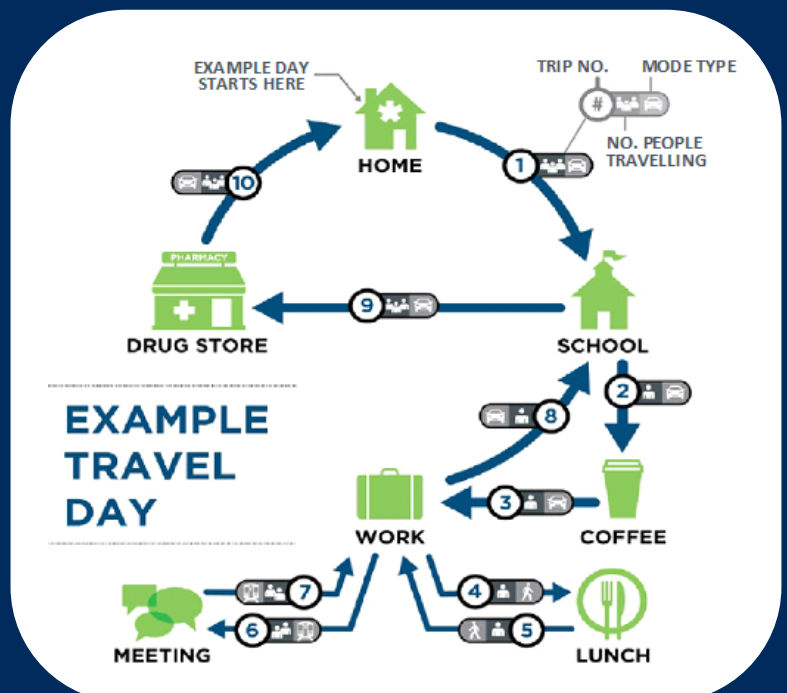 EXAMPLE DAY
STARTS HERE
TRIP NO.
MODE TYPE
#
NO. PEOPLE
TRAVELLING
HOME
1
10
PHARMACY
DRUG STORE
9
SCHOOL
2
8
EXAMPLE
TRAVEL
DAY
WORK
3
COFFEE
7
4
6
5
MEETING
LUNCH